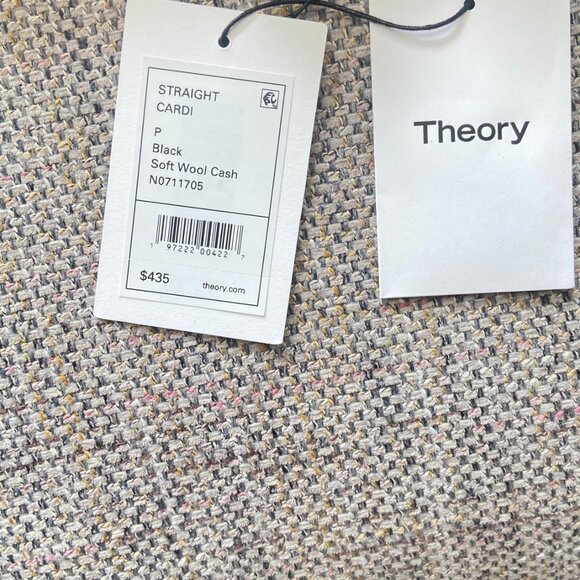 STRAIGHT
CARDI
P
Black
Soft Wool Cash
N0711705
1 97222 00422 7
$435 theory.com
Theory